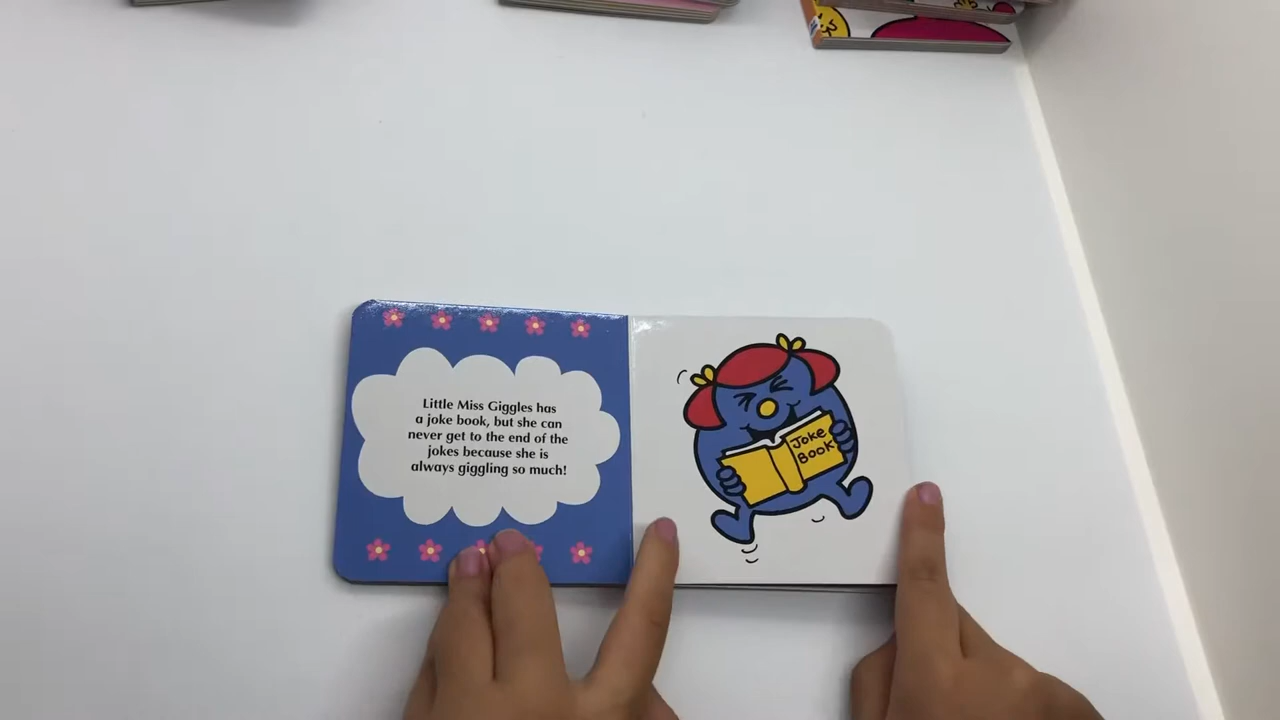 Little Miss Giggles has
a joke book, but she can
never get to the end of the
jokes because she is
always giggling so much!
Joke
Book